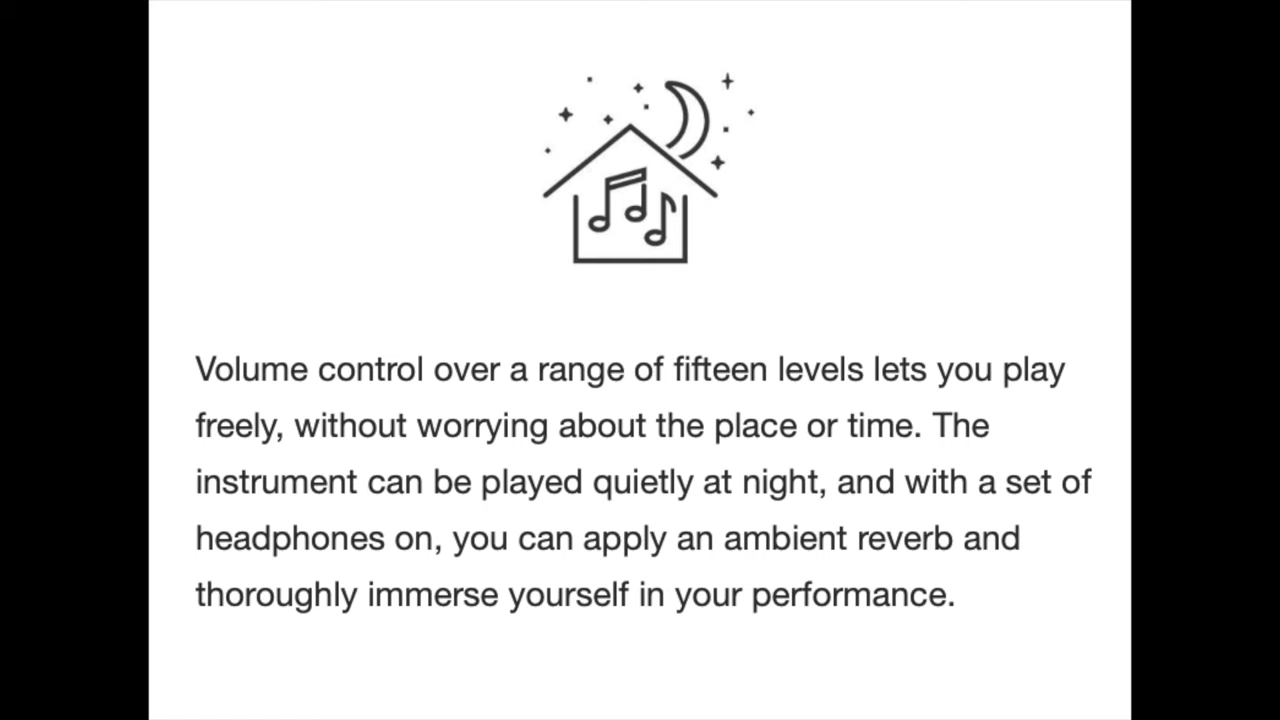 Volume control over a range of fifteen levels lets you play
freely, without worrying about the place or time. The
instrument can be played quietly at night, and with a set of
headphones on, you can apply an ambient reverb and
thoroughly immerse yourself in your performance.